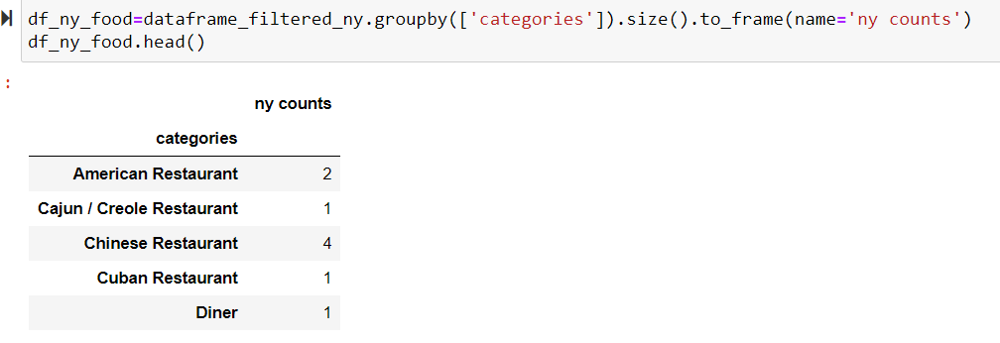 df_ny_food=dataframe_filtered_ny.groupby(['categories']).size().to_frame(name='ny counts')
df_ny_food.head()
:
ny counts
categories
American Restaurant 2
Cajun / Creole Restaurant 1
Chinese Restaurant 4
Cuban Restaurant 1
Diner 1